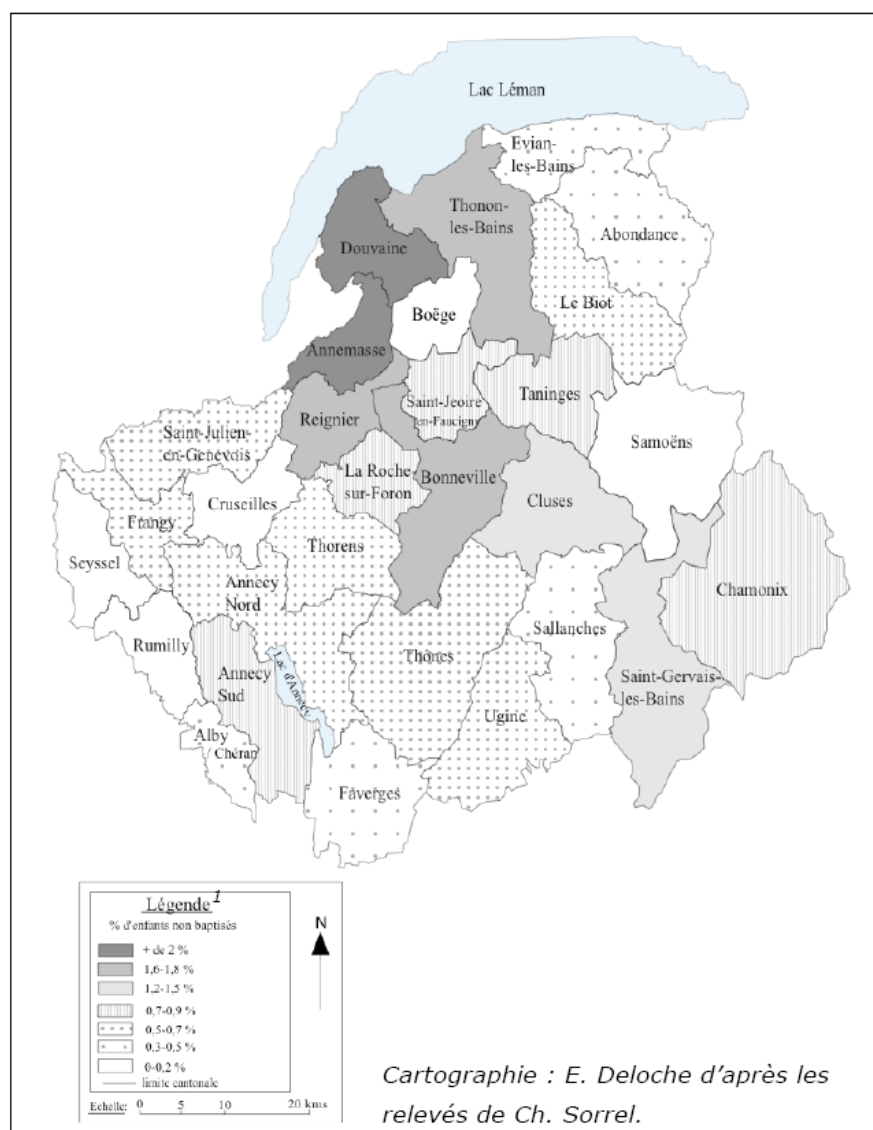 Lac Léman
Evian-
les-Bains
Thonon-
les-Bains
Abondance
Douvaine
Le Biot
Boëge
Annemasse
Taninges
Saint-Jeoire
(en-Faucigny)
Reignier
Saint-Julien-
en-Genevois
Samoëns
La Roche
sur-Foron
Bonneville
Cluses
Cruseilles
Frangy
Thorens
Seyssel
Annecy
Nord
Chamonix
Sallanches
Rumilly
Thônes
Lac d'Annecy
Annecy
Sud
Saint-Gervais-
les-Bains
Ugine
Alby
/ Chéran
Faverges
Légende1
% d'enfants non baptisés
+ de 2 %
1,6-1,8 %
1,2-1,5 %
0,7-0,9 %
0,5-0,7 %
0,3-0,5 %
0-0,2 %
limite cantonale
Echelle: 0 5 10 20 kms
N
Cartographie : E. Deloche d'après les
relevés de Ch. Sorrel.